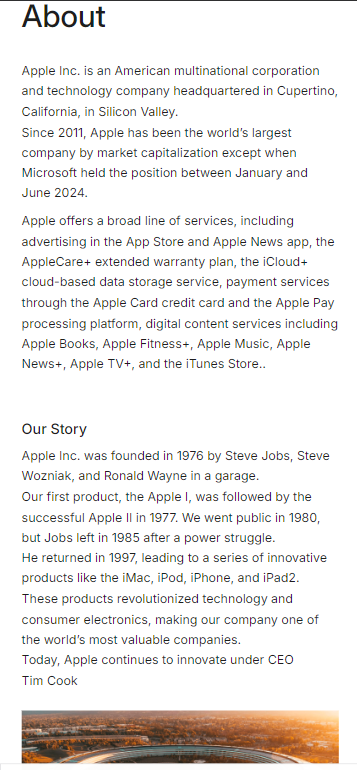 About
Apple Inc. is an American multinational corporation
and technology company headquartered in Cupertino,
California, in Silicon Valley.
Since 2011, Apple has been the world’s largest
company by market capitalization except when
Microsoft held the position between January and
June 2024.
Apple offers a broad line of services, including
advertising in the App Store and Apple News app, the
AppleCare+ extended warranty plan, the iCloud+
cloud-based data storage service, payment services
through the Apple Card credit card and the Apple Pay
processing platform, digital content services including
Apple Books, Apple Fitness+, Apple Music, Apple
News+, Apple TV+, and the iTunes Store..
Our Story
Apple Inc. was founded in 1976 by Steve Jobs, Steve
Wozniak, and Ronald Wayne in a garage.
Our first product, the Apple I, was followed by the
successful Apple II in 1977. We went public in 1980,
but Jobs left in 1985 after a power struggle.
He returned in 1997, leading to a series of innovative
products like the iMac, iPod, iPhone, and iPad2.
These products revolutionized technology and
consumer electronics, making our company one of
the world’s most valuable companies.
Today, Apple continues to innovate under CEO
Tim Cook